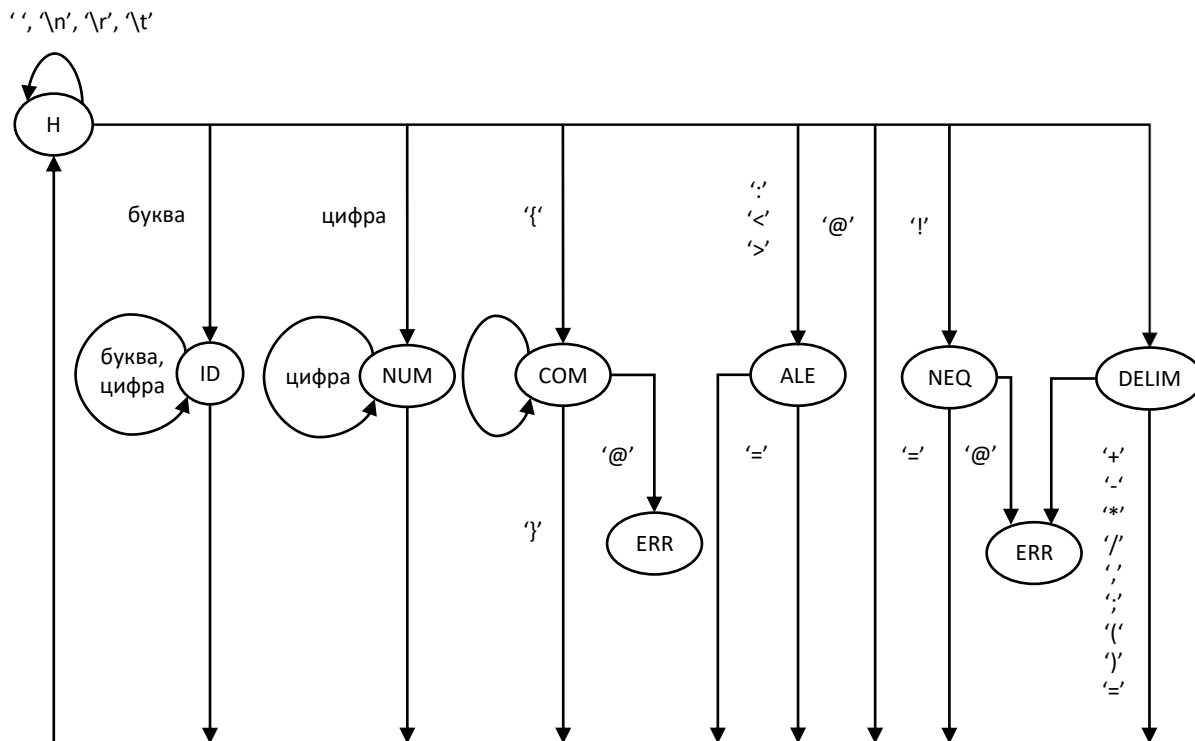 ‘ ‘, ‘\n’, ‘\r’, ‘\t’
H
буква
цифра
‘{‘
‘:’
‘<’
‘>’
‘@’
‘!’
буква,
цифра
ID
цифра
NUM
COM
ALE
NEQ
DELIM
‘@’
‘=’
‘=’
‘@’
‘}’
ERR
ERR
‘+’
‘-‘
‘*’
‘/’
‘,’
‘;’
‘(‘
‘)’
‘=’